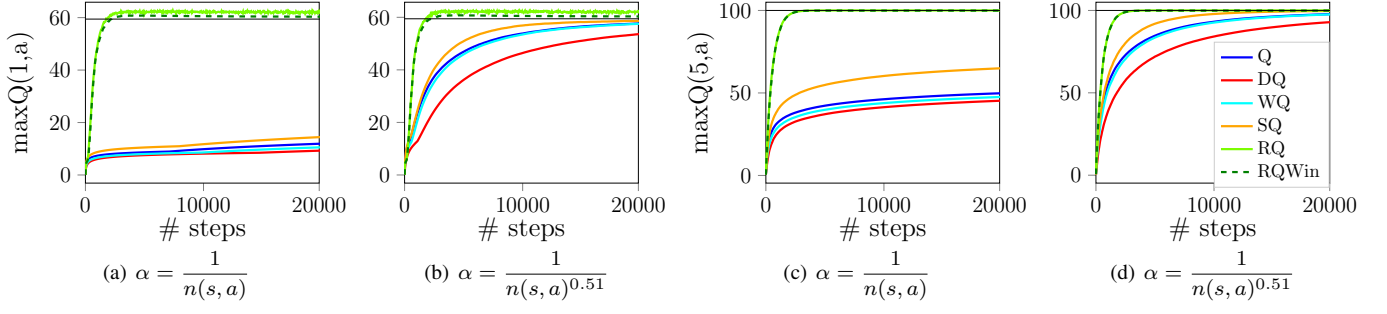 maxQ(1,a)
60
40
20
0
0
10000
20000
# steps
(a) α = 1 / n(s, a)
60
40
20
0
0
10000
20000
# steps
(b) α = 1 / n(s, a)^0.51
maxQ(5,a)
100
50
0
0
10000
20000
# steps
(c) α = 1 / n(s, a)
100
50
0
0
10000
20000
# steps
Q
DQ
WQ
SQ
RQ
RQWin
(d) α = 1 / n(s, a)^0.51